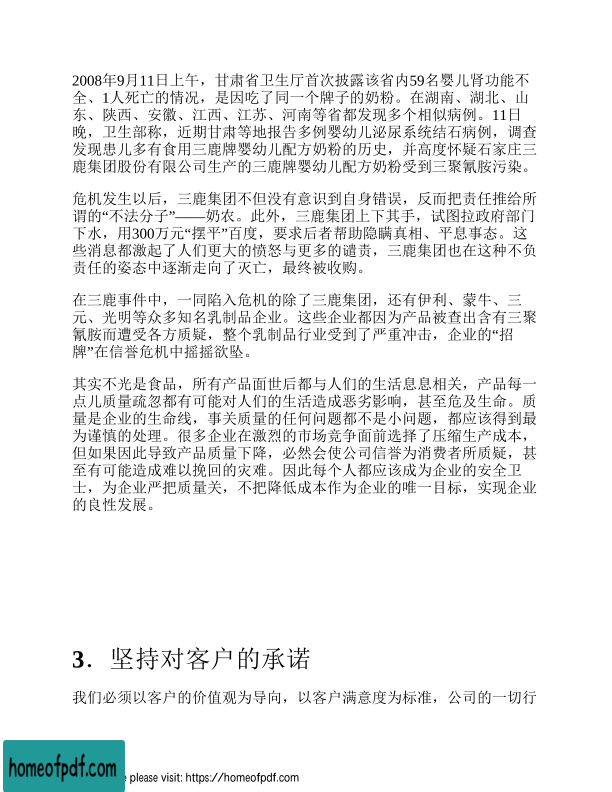 2008年9月11日上午，甘肃省卫生厅首次披露该省内59名婴儿肾功能不
全、1人死亡的情况，是因吃了同一个牌子的奶粉。在湖南、湖北、山
东、陕西、安徽、江西、江苏、河南等省都发现多个相似病例。11日
晚，卫生部称，近期甘肃等地报告多例婴幼儿泌尿系统结石病例，调查
发现患儿多有食用三鹿牌婴幼儿配方奶粉的历史，并高度怀疑石家庄三
鹿集团股份有限公司生产的三鹿牌婴幼儿配方奶粉受到三聚氰胺污染。
危机发生以后，三鹿集团不但没有意识到自身错误，反而把责任推给所
谓的“不法分子”——奶农。此外，三鹿集团上下其手，试图拉政府部门
下水，用300万元“摆平”百度，要求后者帮助隐瞒真相、平息事态。这
些消息都激起了人们更大的愤怒与更多的谴责，三鹿集团也在这种不负
责任的姿态中逐渐走向了灭亡，最终被收购。
在三鹿事件中，一同陷入危机的除了三鹿集团，还有伊利、蒙牛、三
元、光明等众多知名乳制品企业。这些企业都因为产品被查出含有三聚
氰胺而遭受各方质疑，整个乳制品行业受到了严重冲击，企业的“招
牌”在信誉危机中摇摇欲坠。
其实不光是食品，所有产品面世后都与人们的生活息息相关，产品每一
点儿质量疏忽都有可能对人们的生活造成恶劣影响，甚至危及生命。质
量是企业的生命线，事关质量的任何问题都不是小问题，都应该得到最
为谨慎的处理。很多企业在激烈的市场竞争面前选择了压缩生产成本，
但如果因此导致产品质量下降，必然会使公司信誉为消费者所质疑，甚
至有可能造成难以挽回的灾难。因此每个人都应该成为企业的安全卫
士，为企业严把质量关，不把降低成本作为企业的唯一目标，实现企业
的良性发展。
3．坚持对客户的承诺
我们必须以客户的价值观为导向，以客户满意度为标准，公司的一切行
homeofpdf.com
e please visit: https://homeofpdf.com